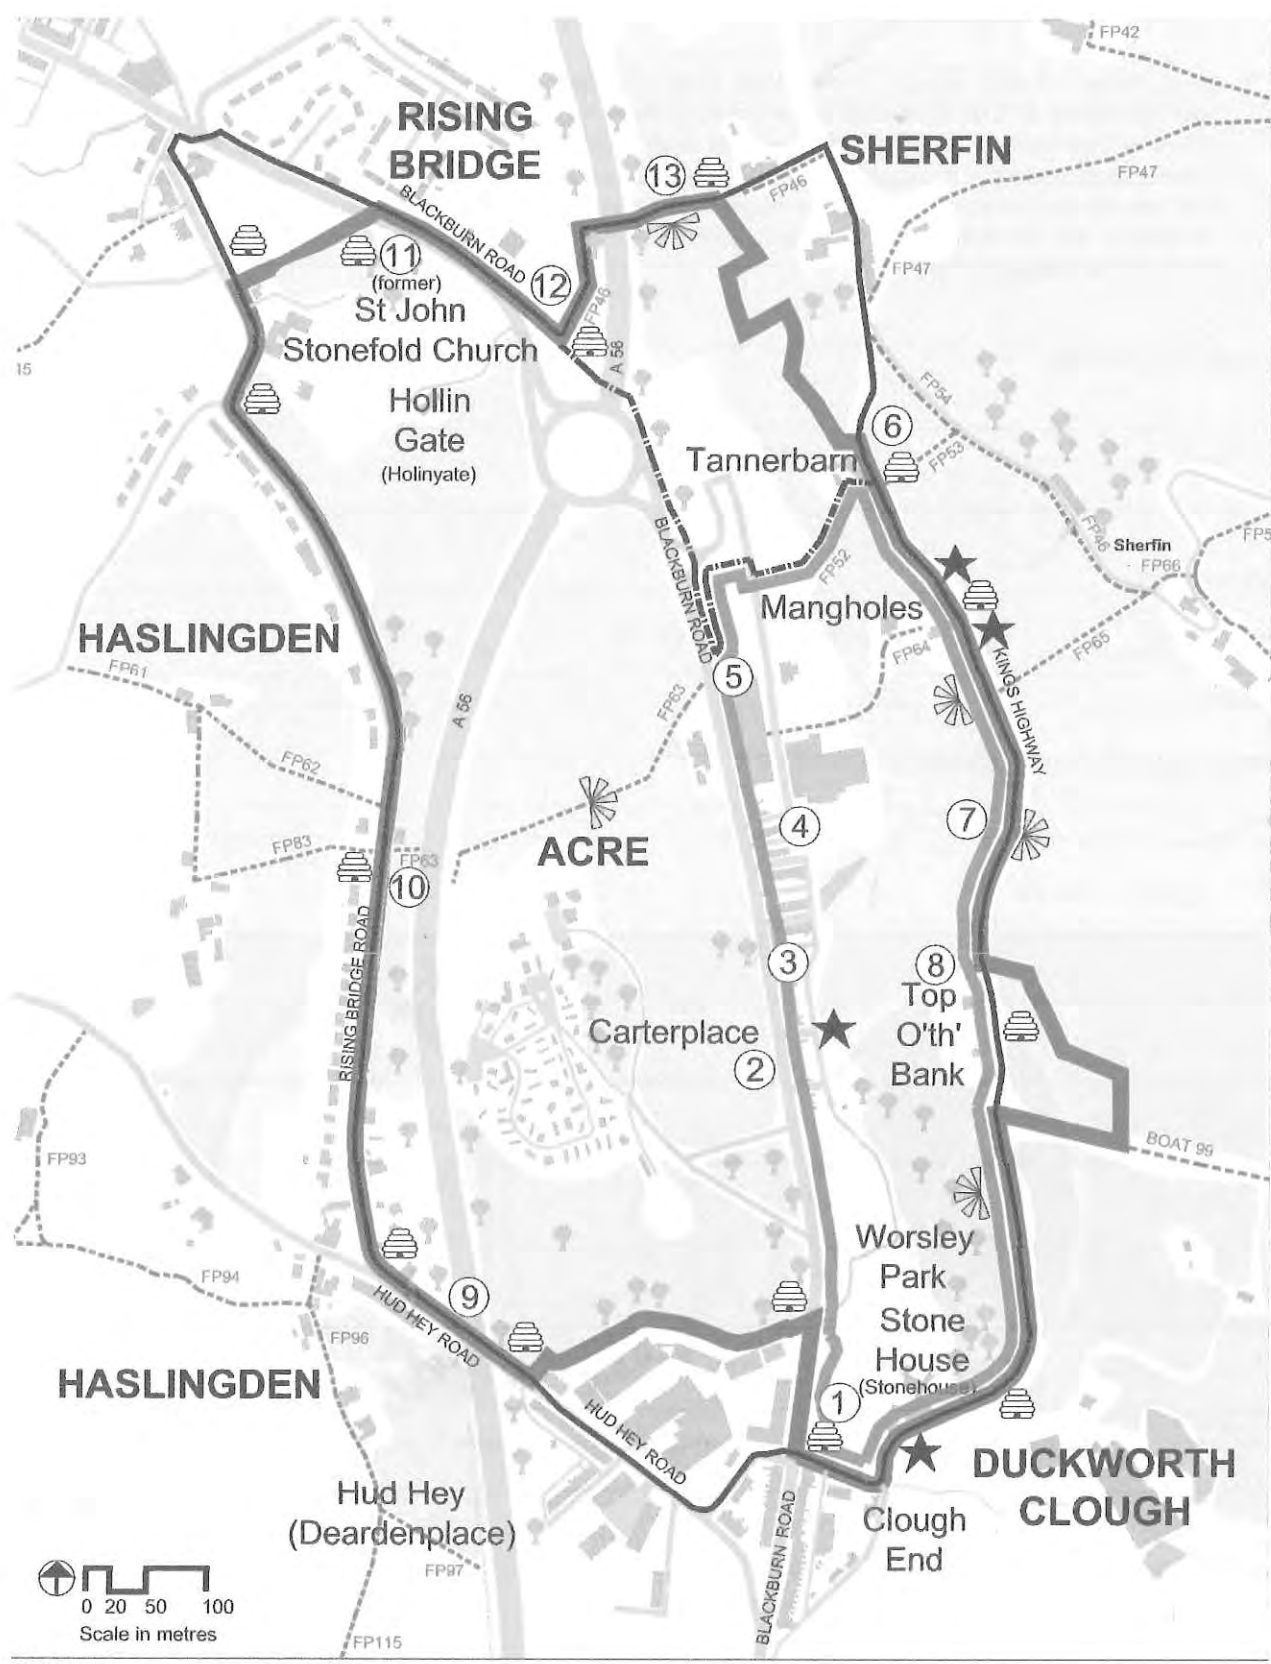 FP42
RISING
BRIDGE
SHERFIN
13
FP46
FP47
BLACKBURN ROAD
11
(former)
12
FP46
FP47
St John
Stonefold Church
A 56
15
FP54
Hollin
Gate
(Holinyate)
6
Tannerbarn
FP53
BLACKBURN ROAD
FP52
FP46
Sherfin
FP66
FP5
Mangholes
HASLINGDEN
FP61
FP64
FP65
KINGS HIGHWAY
5
FP63
A 56
FP62
4
7
FP83
FP63
ACRE
10
RISING BRIDGE ROAD
3
8
Top
O'th'
Bank
Carterplace
2
BOAT 99
FP93
Worsley
Park
FP94
9
HUD HEY ROAD
Stone
House
(Stonehouse)
FP96
HASLINGDEN
1
HUD HEY ROAD
DUCKWORTH
CLOUGH
Hud Hey
(Deardenplace)
BLACKBURN ROAD
Clough
End
FP97
0 20 50 100
Scale in metres
FP115